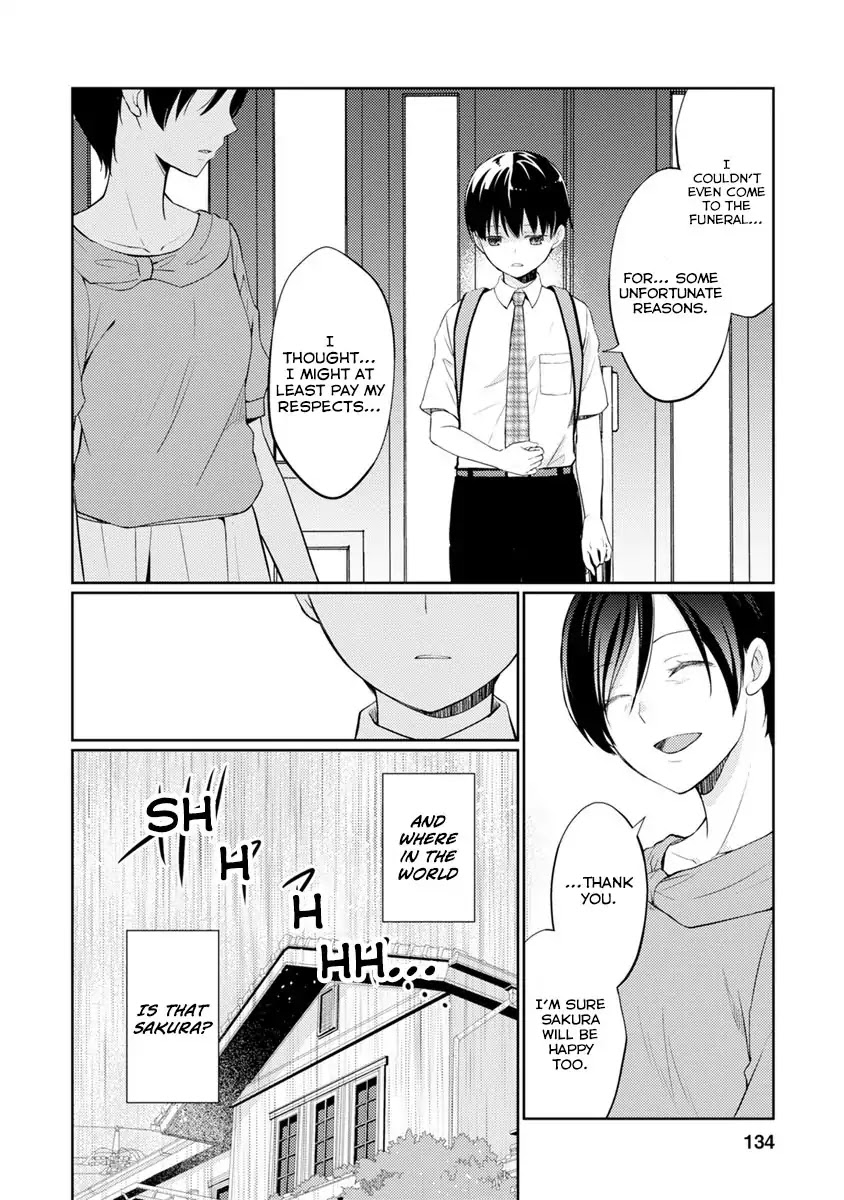 I
COULDN'T
EVEN COME
TO THE
FUNERAL...
FOR... SOME
UNFORTUNATE
REASONS.
I
THOUGHT...
I MIGHT AT
LEAST PAY MY
RESPECTS...
...THANK
YOU.
I'M SURE
SAKURA
WILL BE
HAPPY
TOO.
AND
WHERE
IN THE
WORLD
SH
H
H
HH...
IS THAT
SAKURA?
134